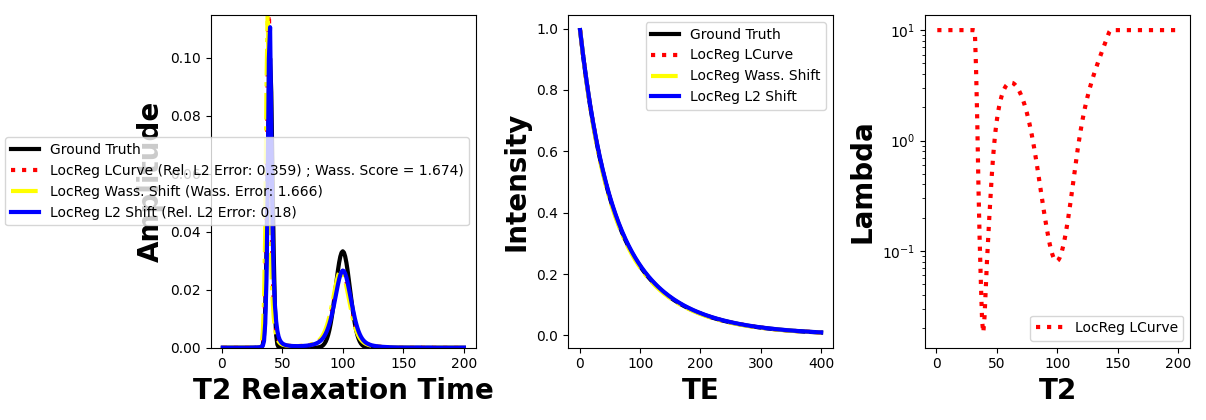 Amplitude
0.10
0.08
0.06
0.04
0.02
0.00
Ground Truth
LocReg LCurve (Rel. L2 Error: 0.359) ; Wass. Score = 1.674)
LocReg Wass. Shift (Wass. Error: 1.666)
LocReg L2 Shift (Rel. L2 Error: 0.18)
0 50 100 150 200
T2 Relaxation Time
Intensity
1.0
0.8
0.6
0.4
0.2
0.0
Ground Truth
LocReg LCurve
LocReg Wass. Shift
LocReg L2 Shift
0 100 200 300 400
TE
Lambda
10¹
10⁰
10⁻¹
LocReg LCurve
0 50 100 150 200
T2